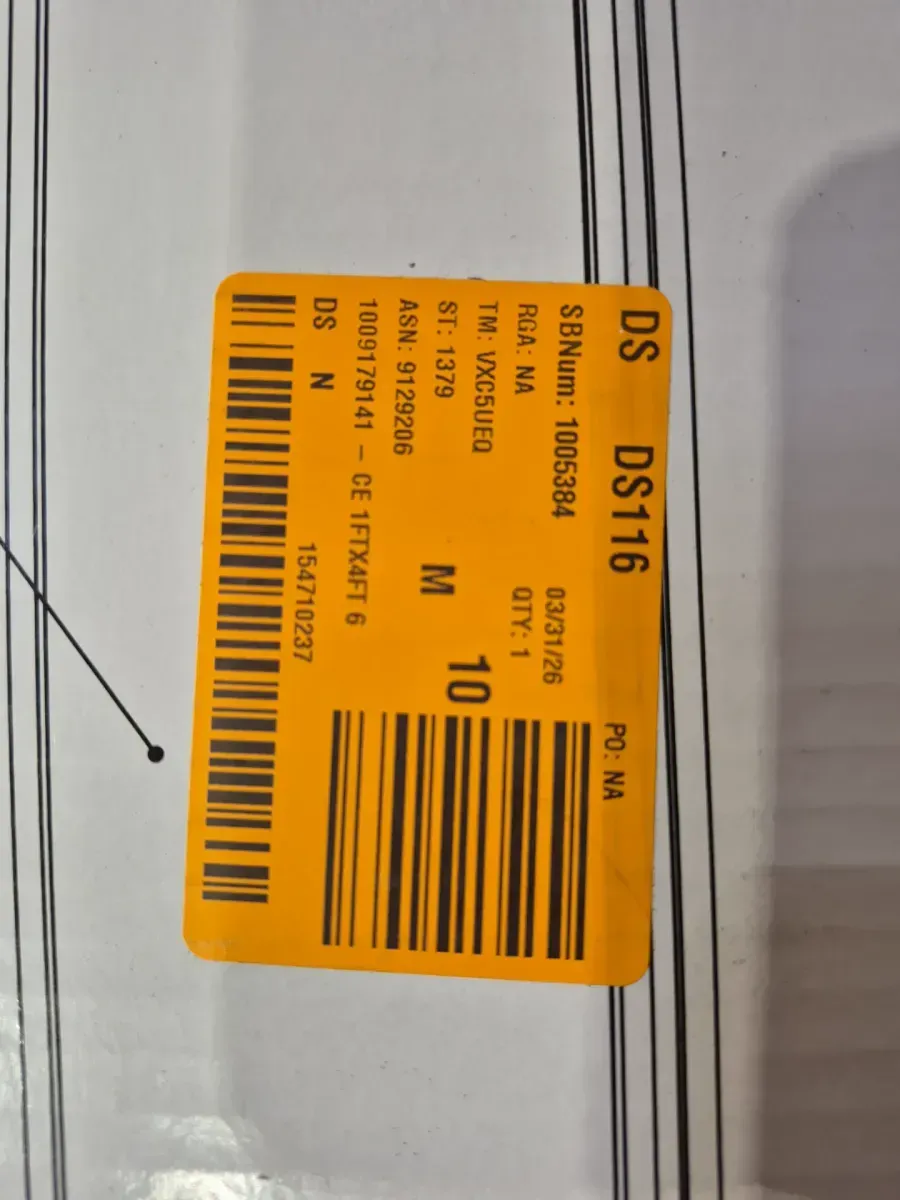 DS DS116
PO: NA
SBNum: 1005384 03/31/26
RGA: NA QTY: 1
TM: VXC5UEQ
ST: 1379 10
ASN: 9129206 M
1009179141 – CE 1FTX4FT 6
DS N 154710237